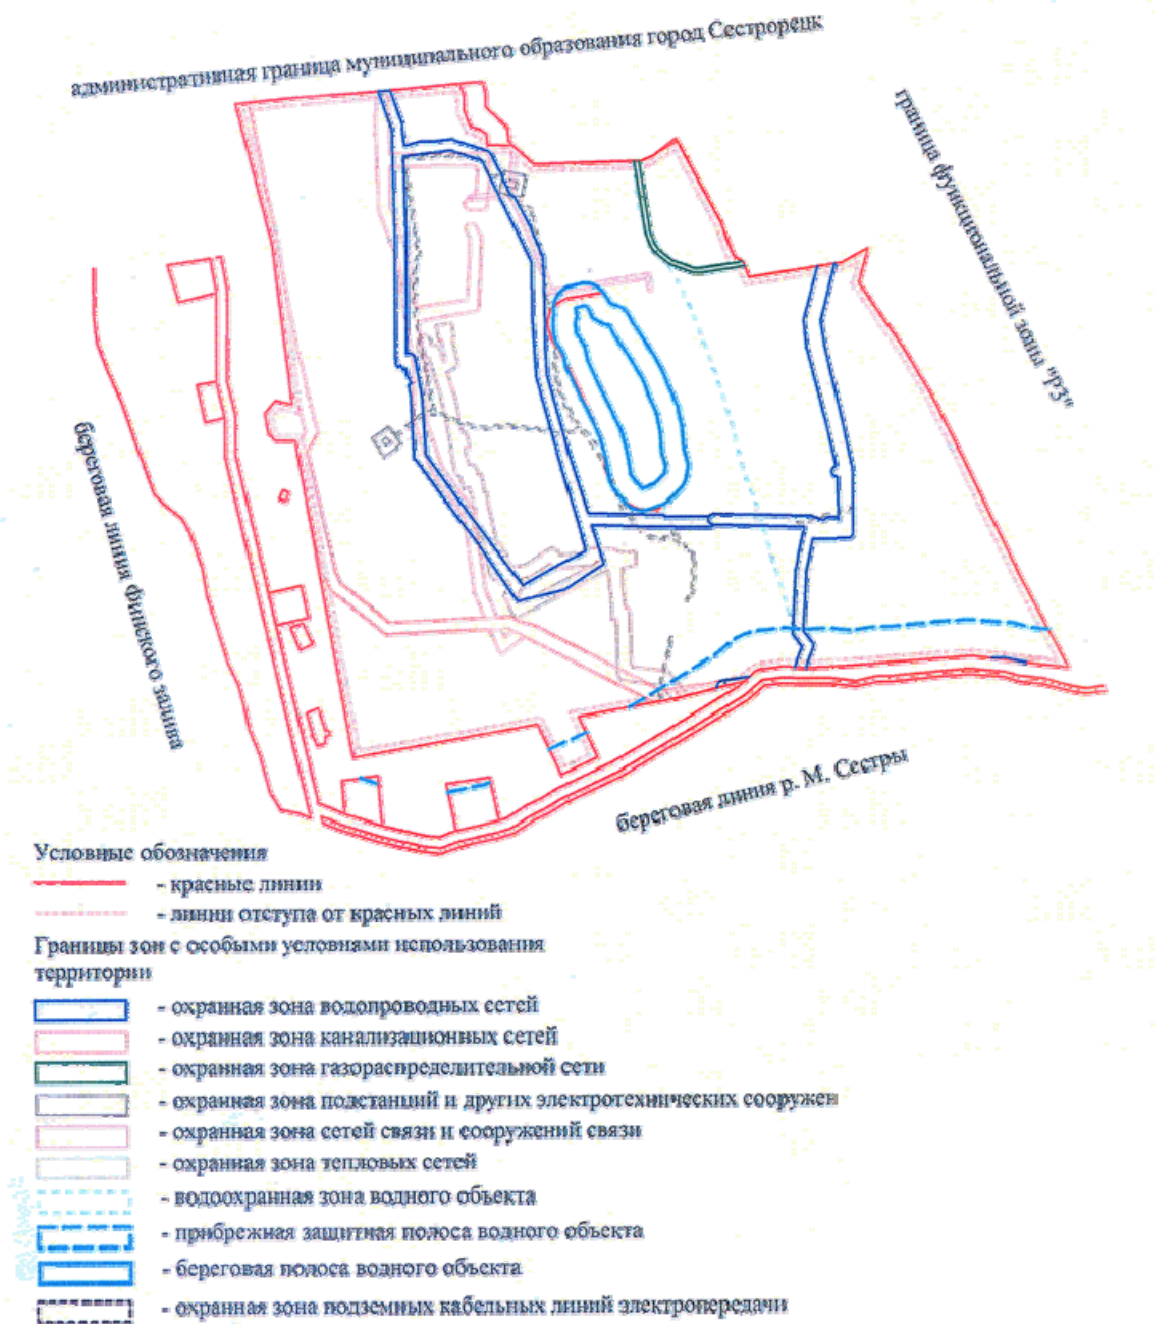 административная граница муниципального образования город Сестрорецк
граница функциональной зоны "Р3"
береговая линия финского залива
береговая линия р. М. Сестры
Условные обозначения
- красные линии
- линии отступа от красных линий
Границы зон с особыми условиями использования
территории
- охранная зона водопроводных сетей
- охранная зона канализационных сетей
- охранная зона газораспределительной сети
- охранная зона подстанций и других электротехнических сооружен
- охранная зона сетей связи и сооружений связи
- охранная зона тепловых сетей
- водоохранная зона водного объекта
- прибрежная защитная полоса водного объекта
- береговая полоса водного объекта
- охранная зона подземных кабельных линий электропередачи